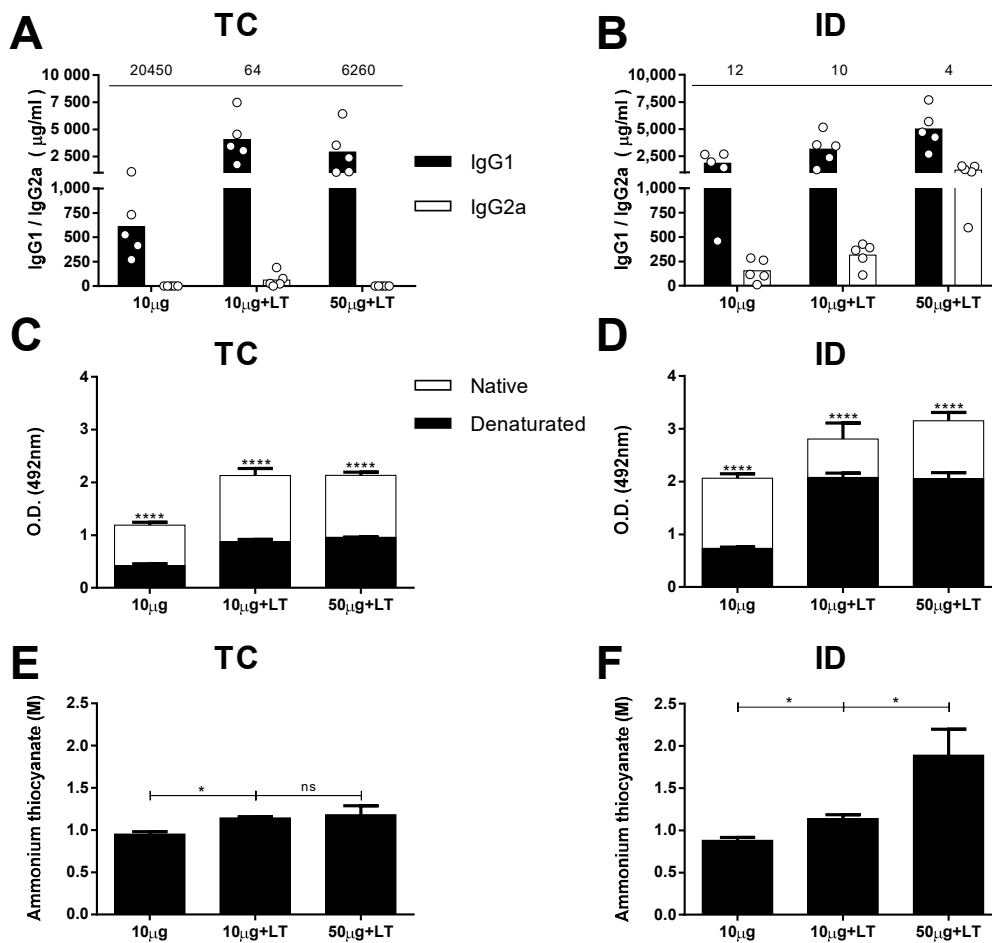 A TC
20450 64 6260
10 000
7 500
5 000
2,500
1,000
750
500
250
0
IgG1 / IgG2a ( µg/ml )
10µg 10µg+LT 50µg+LT
IgG1
IgG2a
B ID
12 10 4
10,000
7,500
5,000
2,500
1,000
750
500
250
0
IgG1 / IgG2a ( µg/ml )
10µg 10µg+LT 50µg+LT
C TC
4
3
2
1
0
O.D. (492nm)
**** **** ****
10µg 10µg+LT 50µg+LT
Native
Denaturated
D ID
4
3
2
1
0
O.D. (492nm)
**** **** ****
10µg 10µg+LT 50µg+LT
E TC
2.5
2.0
1.5
1.0
0.5
0.0
Ammonium thiocyanate (M)
* ns
10µg 10µg+LT 50µg+LT
F ID
2.5
2.0
1.5
1.0
0.5
0.0
Ammonium thiocyanate (M)
* *
10µg 10µg+LT 50µg+LT